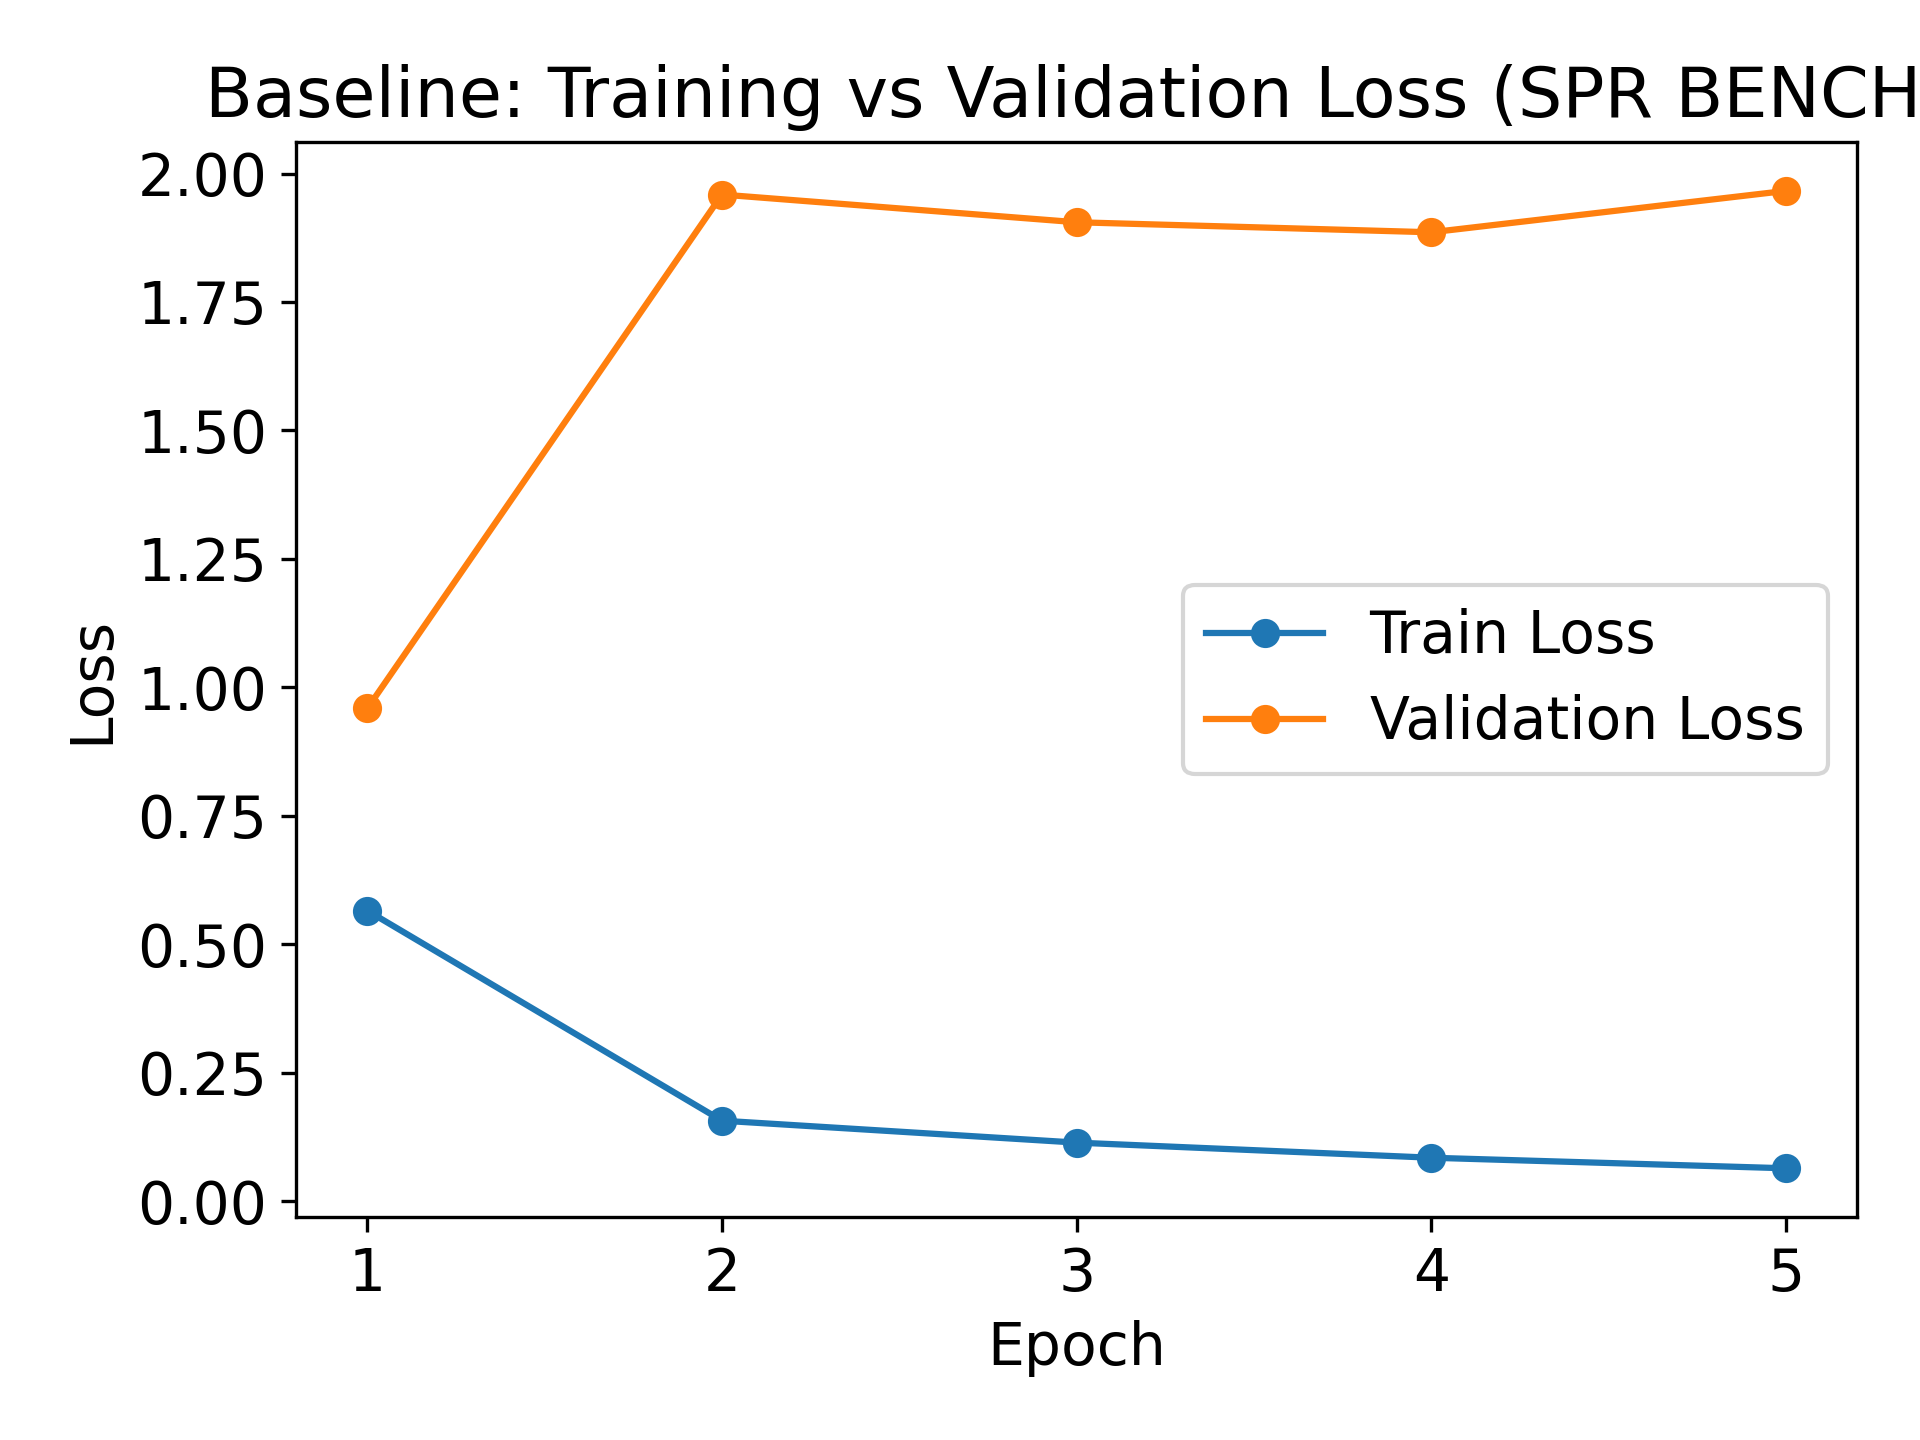 Baseline: Training vs Validation Loss (SPR BENCH
2.00
1.75
1.50
1.25
1.00
0.75
0.50
0.25
0.00
Loss
Train Loss
Validation Loss
1 2 3 4 5
Epoch